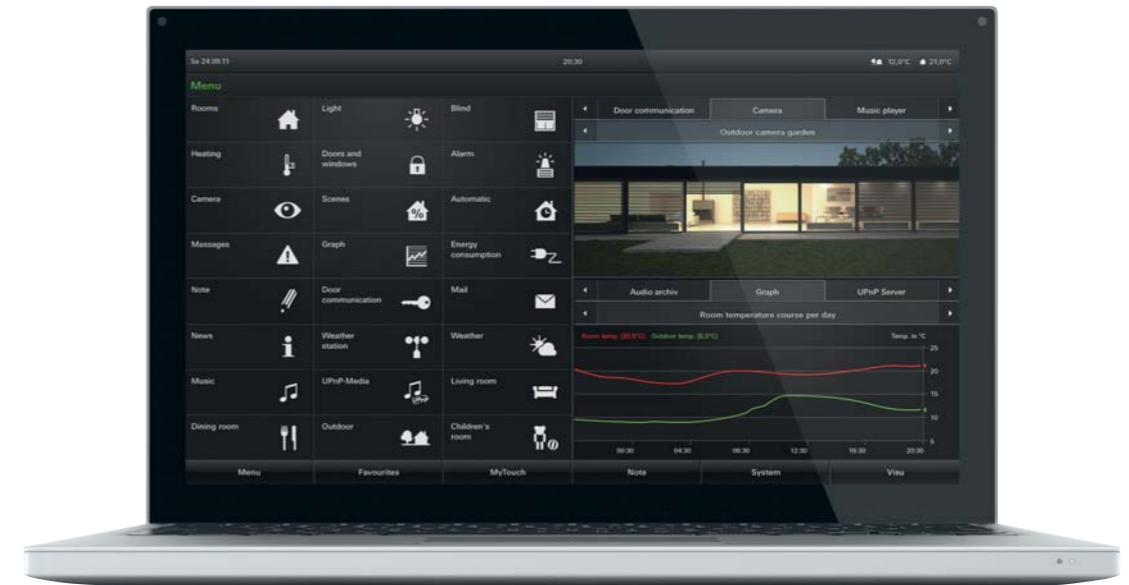 So 24.09.11
20:30
12,0°C 21,0°C
Menu
Rooms
Light
Blind
Door communication
Camera
Music player
Outdoor camera garden
Heating
Doors and
windows
Alarm
Camera
Scenes
Automatic
Massages
Graph
Energy
consumption
Note
Door
communication
Mail
Audio archiv
Graph
UPnP Server
Room temperature course per day
News
Weather
station
Weather
Room temp. [20,5°C] Outdoor temp. [6,5°C]
Temp. in °C
25
20
15
10
5
Music
UPnP-Media
UPnP
Living room
Dining room
Outdoor
Children's
room
00:30 04:30 08:30 12:30 16:30 20:30
Menu
Favourites
MyTouch
Note
System
Visu